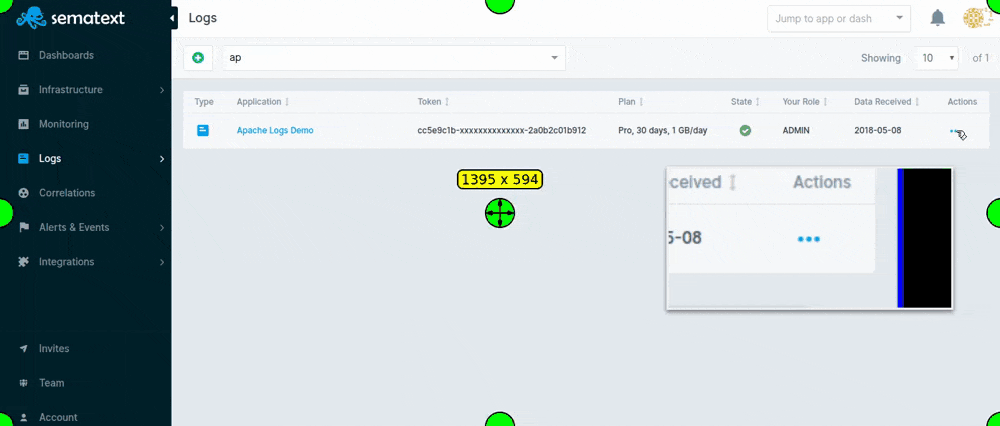 sematext
Logs
Jump to app or dash
Dashboards
Infrastructure
Monitoring
Logs
Correlations
Alerts & Events
Integrations
Invites
Team
Account
ap
Showing 10 of 1
Type Application Token Plan State Your Role Data Received Actions
Apache Logs Demo cc5e9c1b-xxxxxxxxxxxxxx-2a0b2c01b912 Pro, 30 days, 1 GB/day ADMIN 2018-05-08
1395 x 594
ceived Actions
5-08